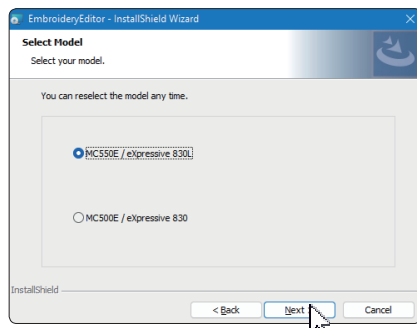 EmbroideryEditor - InstallShield Wizard
Select Model
Select your model.
You can reselect the model any time.
MC550E / eXpressive 830L
MC500E / eXpressive 830
InstallShield
< Back
Next >
Cancel